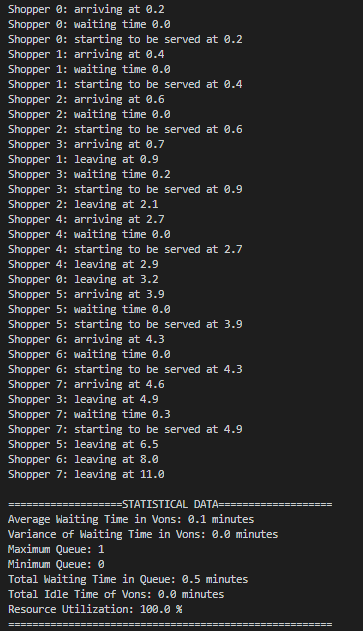 Shopper 0: arriving at 0.2
Shopper 0: waiting time 0.0
Shopper 0: starting to be served at 0.2
Shopper 1: arriving at 0.4
Shopper 1: waiting time 0.0
Shopper 1: starting to be served at 0.4
Shopper 2: arriving at 0.6
Shopper 2: waiting time 0.0
Shopper 2: starting to be served at 0.6
Shopper 3: arriving at 0.7
Shopper 1: leaving at 0.9
Shopper 3: waiting time 0.2
Shopper 3: starting to be served at 0.9
Shopper 2: leaving at 2.1
Shopper 4: arriving at 2.7
Shopper 4: waiting time 0.0
Shopper 4: starting to be served at 2.7
Shopper 4: leaving at 2.9
Shopper 0: leaving at 3.2
Shopper 5: arriving at 3.9
Shopper 5: waiting time 0.0
Shopper 5: starting to be served at 3.9
Shopper 6: arriving at 4.3
Shopper 6: waiting time 0.0
Shopper 6: starting to be served at 4.3
Shopper 7: arriving at 4.6
Shopper 3: leaving at 4.9
Shopper 7: waiting time 0.3
Shopper 7: starting to be served at 4.9
Shopper 5: leaving at 6.5
Shopper 6: leaving at 8.0
Shopper 7: leaving at 11.0
===================STATISTICAL DATA===================
Average Waiting Time in Vons: 0.1 minutes
Variance of Waiting Time in Vons: 0.0 minutes
Maximum Queue: 1
Minimum Queue: 0
Total Waiting Time in Queue: 0.5 minutes
Total Idle Time of Vons: 0.0 minutes
Resource Utilization: 100.0 %
======================================================